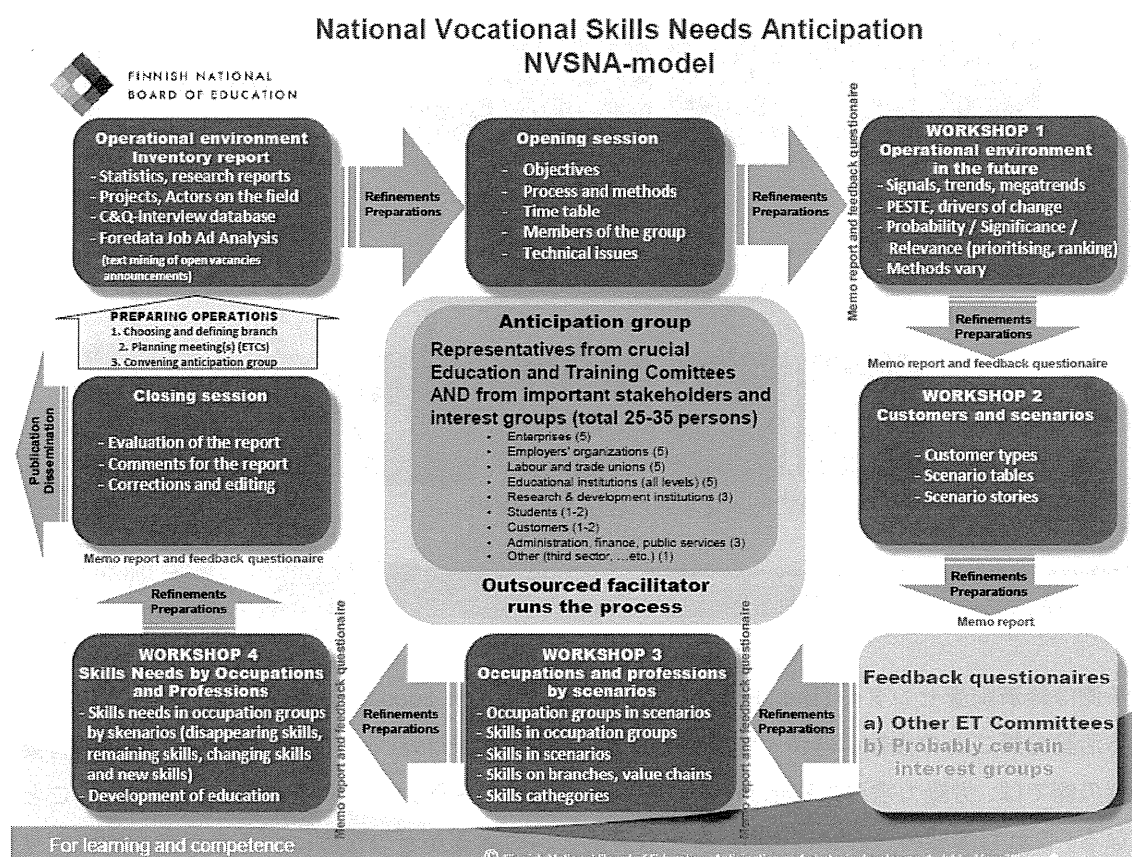 National Vocational Skills Needs Anticipation
NVSNA-model
FINNISH NATIONAL
BOARD OF EDUCATION
Operational environment
Inventory report
- Statistics, research reports
- Projects, Actors on the field
- C&Q-Interview database
- Foredata Job Ad Analysis
(text mining of open vacancies
announcements)
Refinements
Preparations
Opening session
- Objectives
- Process and methods
- Time table
- Members of the group
- Technical issues
Refinements
Preparations
Memo report and feedback questionaire
WORKSHOP 1
Operational environment
in the future
- Signals, trends, megatrends
- PESTE, drivers of change
- Probability / Significance /
Relevance (prioritising, ranking)
- Methods vary
Refinements
Preparations
Memo report and feedback questionaire
WORKSHOP 2
Customers and scenarios
- Customer types
- Scenario tables
- Scenario stories
Refinements
Preparations
Memo report
Feedback questionaires
a) Other ET Committees
b) Probably certain
interest groups
Refinements
Preparations
Memo report and feedback questionaire
WORKSHOP 3
Occupations and professions
by scenarios
- Occupation groups in scenarios
- Skills in occupation groups
- Skills in scenarios
- Skills on branches, value chains
- Skills cathegories
Refinements
Preparations
Memo report and feedback questionaire
WORKSHOP 4
Skills Needs by Occupations
and Professions
- Skills needs in occupation groups
by skenarios (disappearing skills,
remaining skills, changing skills
and new skills)
- Development of education
Refinements
Preparations
Memo report and feedback questionaire
Closing session
- Evaluation of the report
- Comments for the report
- Corrections and editing
Publication
Dissemination
PREPARING OPERATIONS
1. Choosing and defining branch
2. Planning meeting(s) (ETCs)
3. Convening anticipation group
Anticipation group
Representatives from crucial
Education and Training Comittees
AND from important stakeholders and
interest groups (total 25-35 persons)
• Enterprises (5)
• Employers' organizations (5)
• Labour and trade unions (5)
• Educational institutions (all levels) (5)
• Research & development institutions (3)
• Students (1-2)
• Customers (1-2)
• Administration, finance, public services (3)
• Other (third sector, ....etc.) (1)
Outsourced facilitator
runs the process
For learning and competence